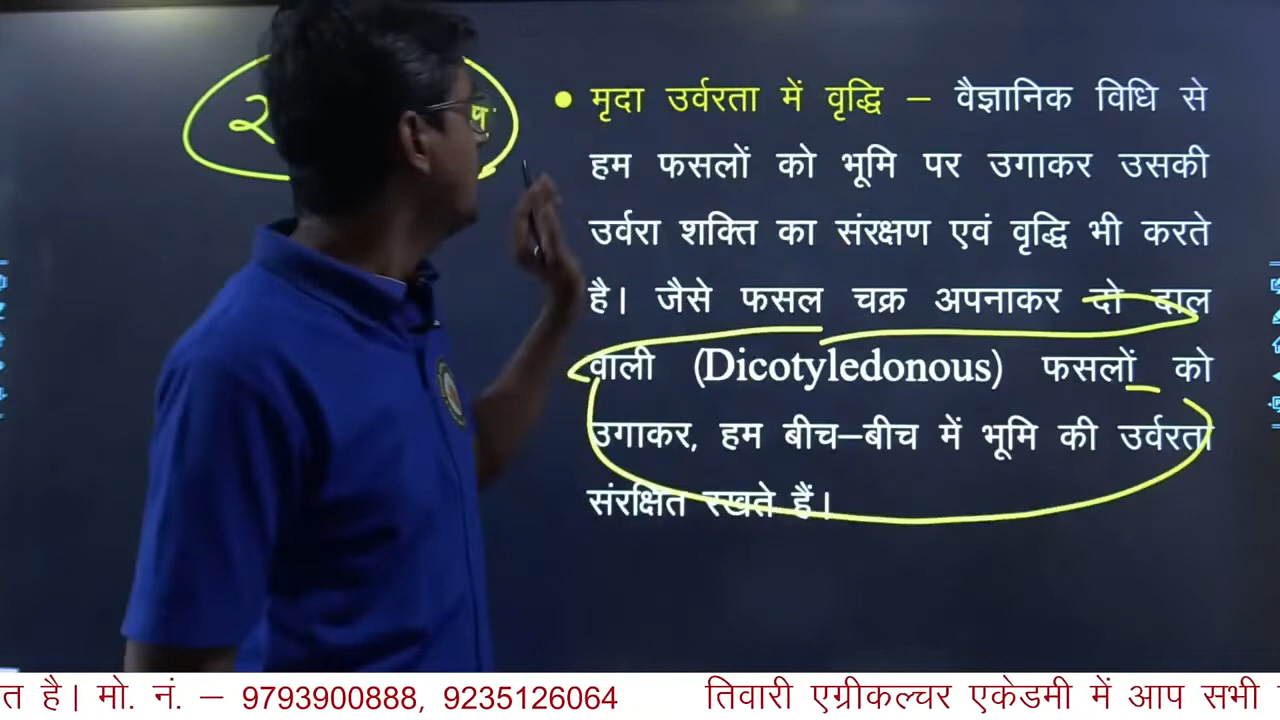 ● मृदा उर्वरता में वृद्धि – वैज्ञानिक विधि से
हम फसलों को भूमि पर उगाकर उसकी
उर्वरा शक्ति का संरक्षण एवं वृद्धि भी करते
है। जैसे फसल चक्र अपनाकर दो दाल
वाली (Dicotyledonous) फसलों को
उगाकर, हम बीच–बीच में भूमि की उर्वरता
संरक्षित रखते हैं।
त है। मो. नं. – 9793900888, 9235126064 तिवारी एग्रीकल्चर एकेडमी में आप सभी